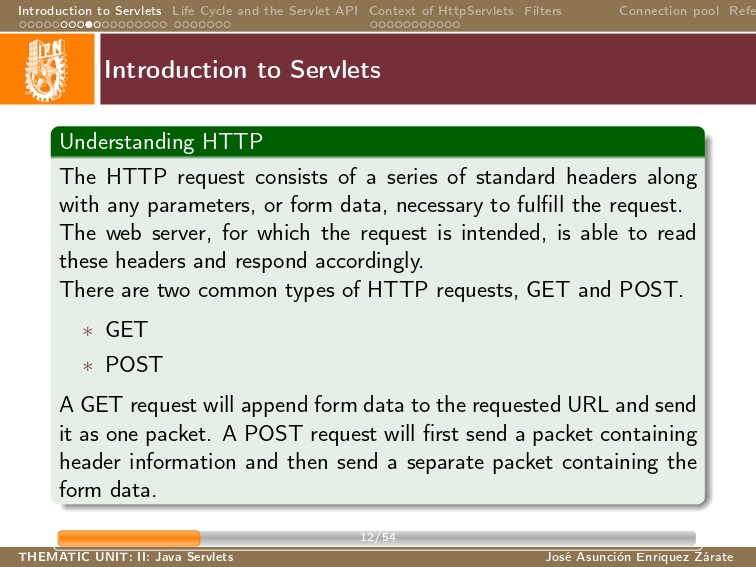 Introduction to Servlets Life Cycle and the Servlet API Context of HttpServlets Filters Connection pool
IPN
Introduction to Servlets
Understanding HTTP
The HTTP request consists of a series of standard headers along
with any parameters, or form data, necessary to fulfill the request.
The web server, for which the request is intended, is able to read
these headers and respond accordingly.
There are two common types of HTTP requests, GET and POST.
* GET
* POST
A GET request will append form data to the requested URL and send
it as one packet. A POST request will first send a packet containing
header information and then send a separate packet containing the
form data.
12/54
THEMATIC UNIT: II: Java Servlets José Asunción Enríquez Zárate